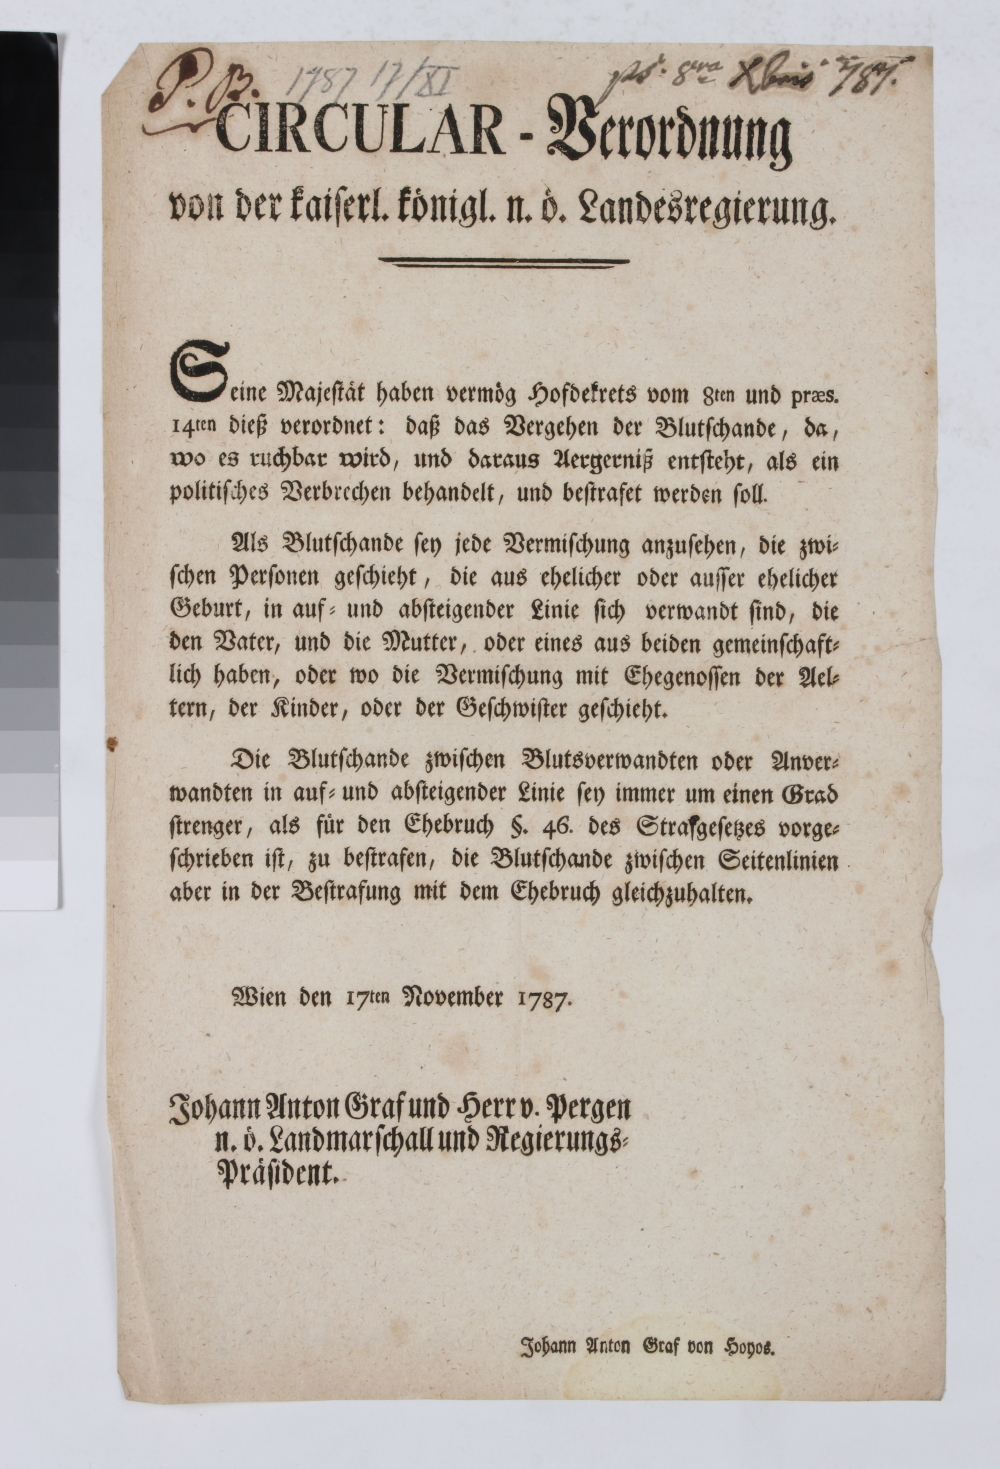 P. B. 1787 17/XI
CIRCULAR - Verordnung
von der kaiserl. königl. n. ö. Landesregierung.
Seine Majestät haben vermög Hofdekrets vom 8ten und præs.
14ten dieß verordnet: daß das Vergehen der Blutschande, da,
wo es ruchbar wird, und daraus Aergerniß entsteht, als ein
politisches Verbrechen behandelt, und bestrafet werden soll.
Als Blutschande sey jede Vermischung anzusehen, die zwi-
schen Personen geschieht, die aus ehelicher oder ausser ehelicher
Geburt, in auf- und absteigender Linie sich verwandt sind, die
den Vater, und die Mutter, oder eines aus beiden gemeinschaft-
lich haben, oder wo die Vermischung mit Ehegenossen der Ael-
tern, der Kinder, oder der Geschwister geschieht.
Die Blutschande zwischen Blutsverwandten oder Anver-
wandten in auf- und absteigender Linie sey immer um einen Grad
strenger, als für den Ehebruch §. 46. des Strafgesetzes vorge-
schrieben ist, zu bestrafen, die Blutschande zwischen Seitenlinien
aber in der Bestrafung mit dem Ehebruch gleichzuhalten.
Wien den 17ten November 1787.
Johann Anton Graf und Herr v. Pergen
n. ö. Landmarschall und Regierungs-
Präsident.
Johann Anton Graf von Hoyos.